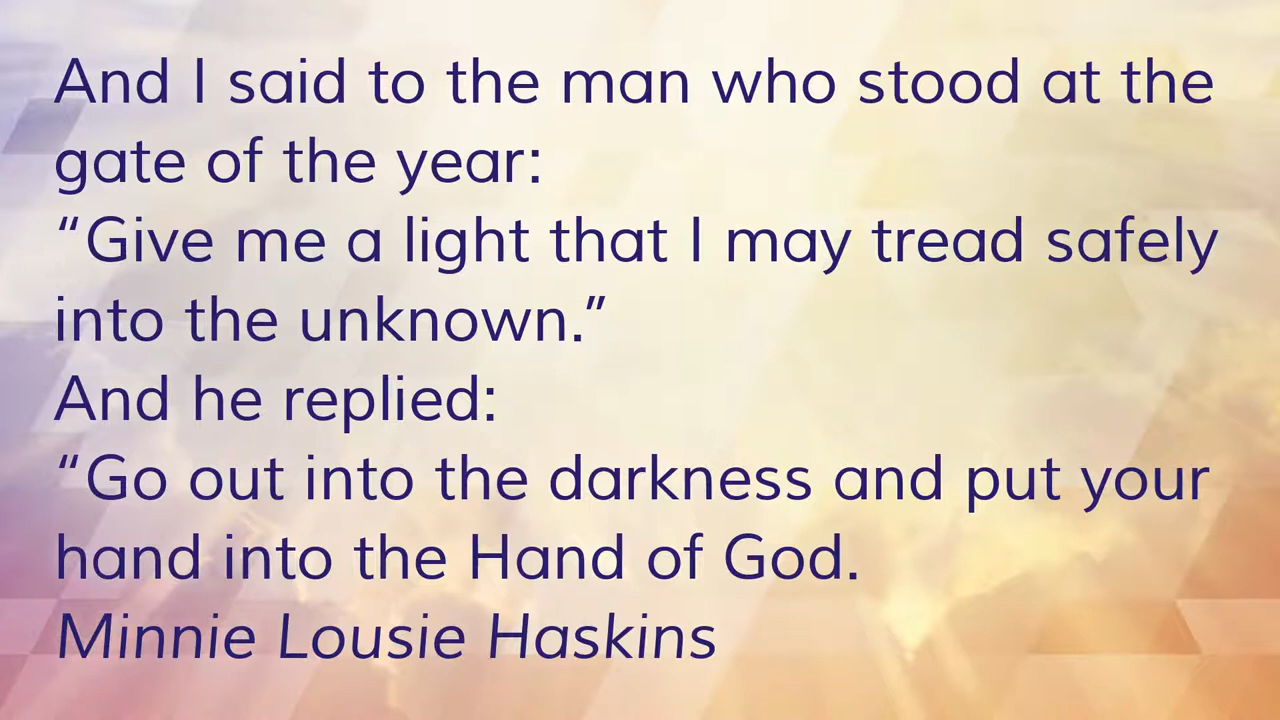 And I said to the man who stood at the
gate of the year:
“Give me a light that I may tread safely
into the unknown.”
And he replied:
“Go out into the darkness and put your
hand into the Hand of God.
Minnie Lousie Haskins